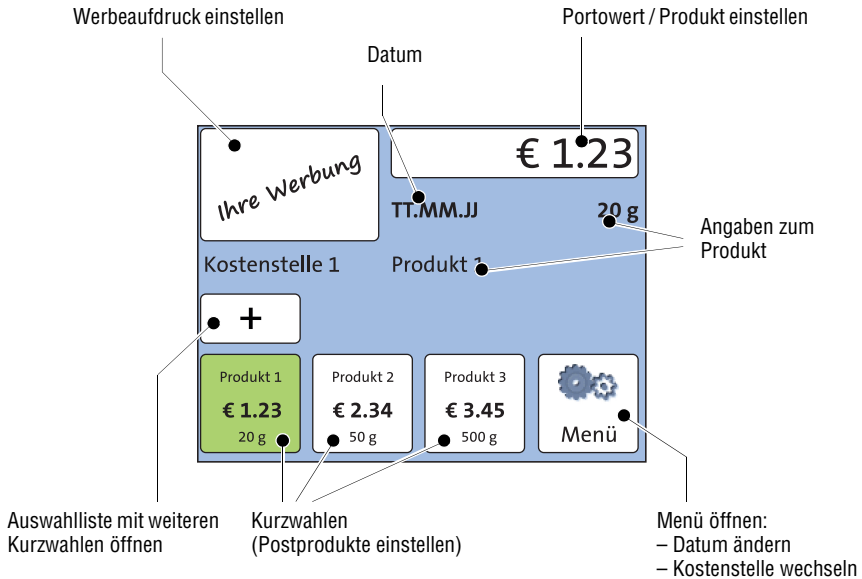 Werbeaufdruck einstellen
Portowert / Produkt einstellen
Datum
Ihre Werbung
€ 1.23
TT.MM.JJ
20 g
Angaben zum
Produkt
Kostenstelle 1
Produkt 1
+
Produkt 1
€ 1.23
20 g
Produkt 2
€ 2.34
50 g
Produkt 3
€ 3.45
500 g
Menü
Auswahlliste mit weiteren
Kurzwahlen öffnen
Kurzwahlen
(Postprodukte einstellen)
Menü öffnen:
– Datum ändern
– Kostenstelle wechseln